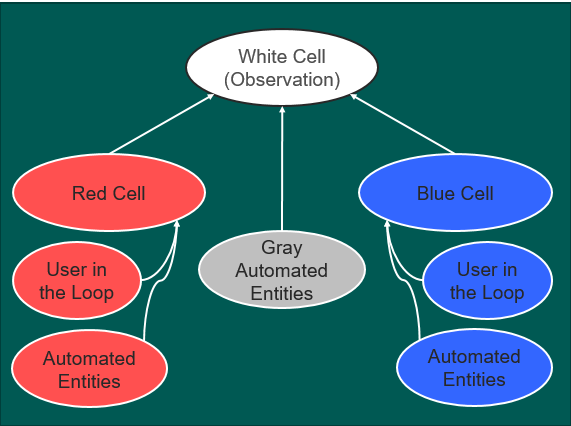 White Cell
(Observation)
Red Cell
Blue Cell
User in
the Loop
Gray
Automated
Entities
User in
the Loop
Automated
Entities
Automated
Entities